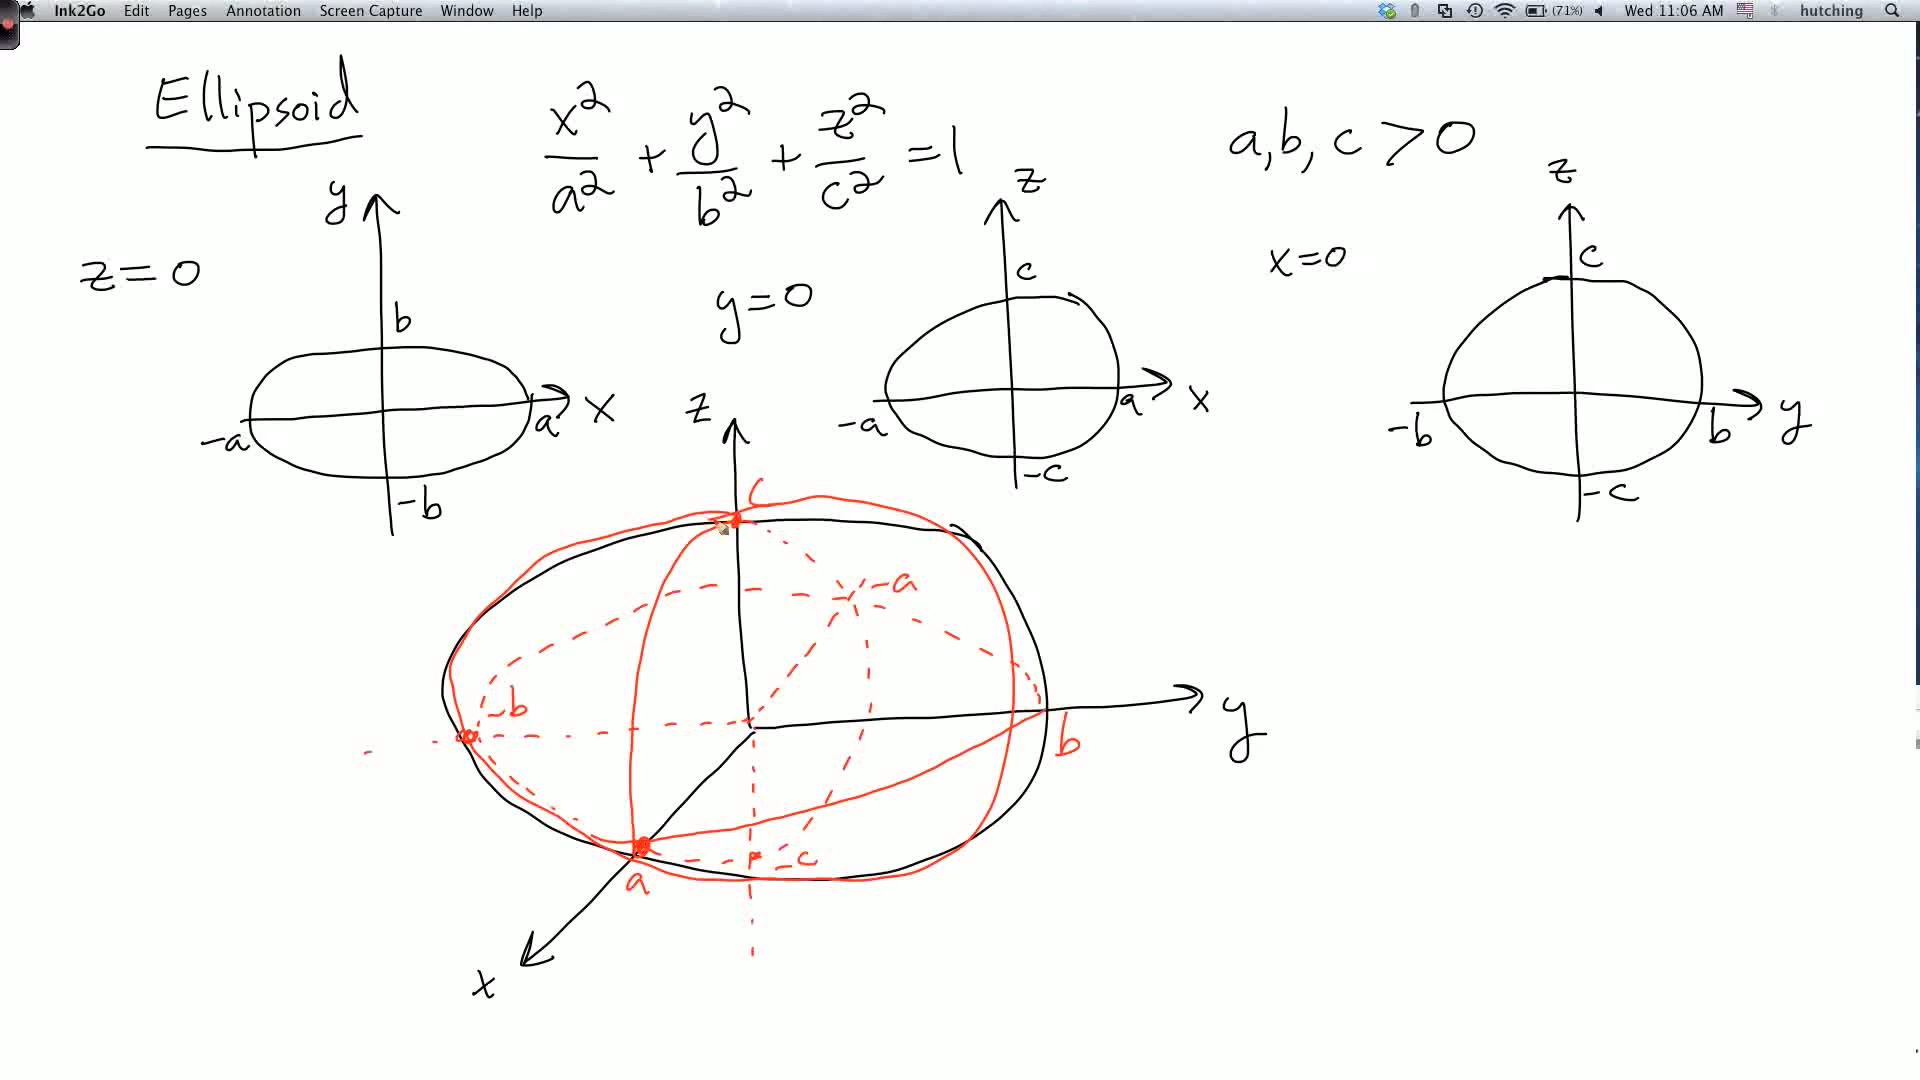 Ink2Go Edit Pages Annotation Screen Capture Window Help (71%) Wed 11:06 AM hutching
Ellipsoid
x²/a² + y²/b² + z²/c² = 1
a, b, c > 0
z = 0
y
b
-a
a
x
-b
y = 0
z
c
-a
a
x
-c
x = 0
z
c
-b
b
y
-c
z
c
-a
-b
b
y
-c
a
x